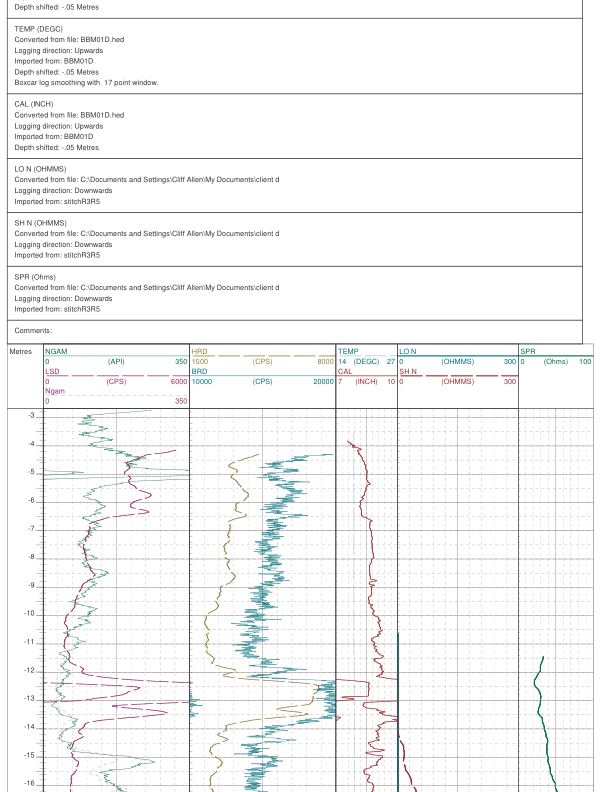 Depth shifted: -.05 Metres
TEMP (DEGC)
Converted from file: BBM01D.hed
Logging direction: Upwards
Imported from: BBM01D
Depth shifted: -.05 Metres
Boxcar log smoothing with 17 point window.
CAL (INCH)
Converted from file: BBM01D.hed
Logging direction: Upwards
Imported from: BBM01D
Depth shifted: -.05 Metres
LO N (OHMMS)
Converted from file: C:\Documents and Settings\Cliff Allen\My Documents\client d
Logging direction: Downwards
Imported from: stitchR3R5
SH N (OHMMS)
Converted from file: C:\Documents and Settings\Cliff Allen\My Documents\client d
Logging direction: Downwards
Imported from: stitchR3R5
SPR (Ohms)
Converted from file: C:\Documents and Settings\Cliff Allen\My Documents\client d
Logging direction: Downwards
Imported from: stitchR3R5
Comments:
Metres NGAM HRD TEMP LO N SPR
0 (API) 350 1500 (CPS) 8000 14 (DEGC) 27 0 (OHMMS) 300 0 (Ohms) 100
LSD BRD CAL SH N
0 (CPS) 6000 10000 (CPS) 20000 7 (INCH) 10 0 (OHMMS) 300
Ngam
0 350
-3
-4
-5
-6
-7
-8
-9
-10
-11
-12
-13
-14
-15
-16